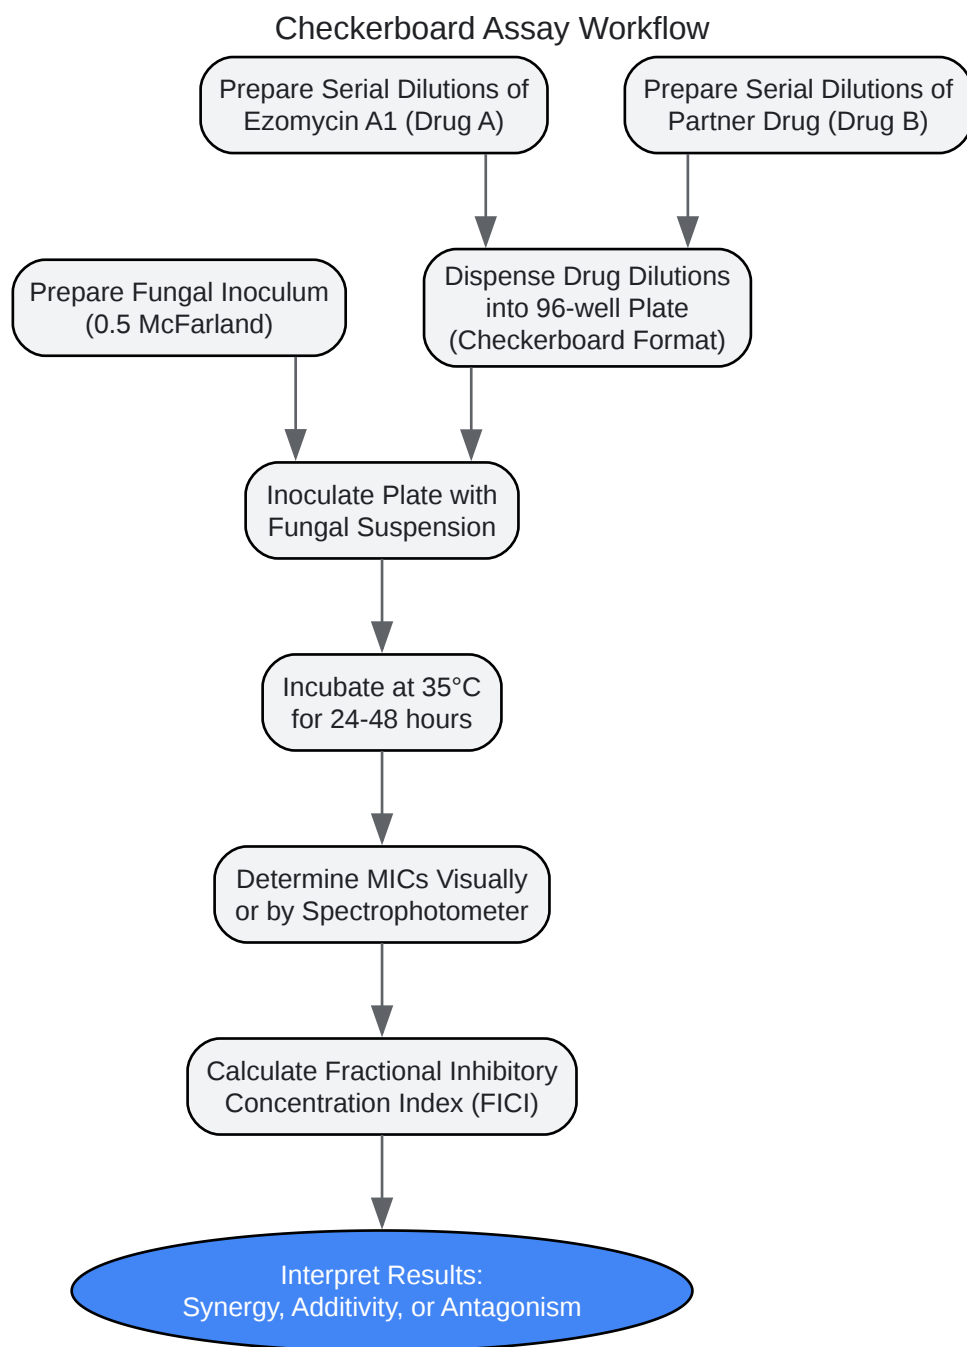 Checkerboard Assay Workflow
Prepare Serial Dilutions of
Ezomycin A1 (Drug A)
Prepare Serial Dilutions of
Partner Drug (Drug B)
Prepare Fungal Inoculum
(0.5 McFarland)
Dispense Drug Dilutions
into 96-well Plate
(Checkerboard Format)
Inoculate Plate with
Fungal Suspension
Incubate at 35°C
for 24-48 hours
Determine MICs Visually
or by Spectrophotometer
Calculate Fractional Inhibitory
Concentration Index (FICI)
Interpret Results:
Synergy, Additivity, or Antagonism